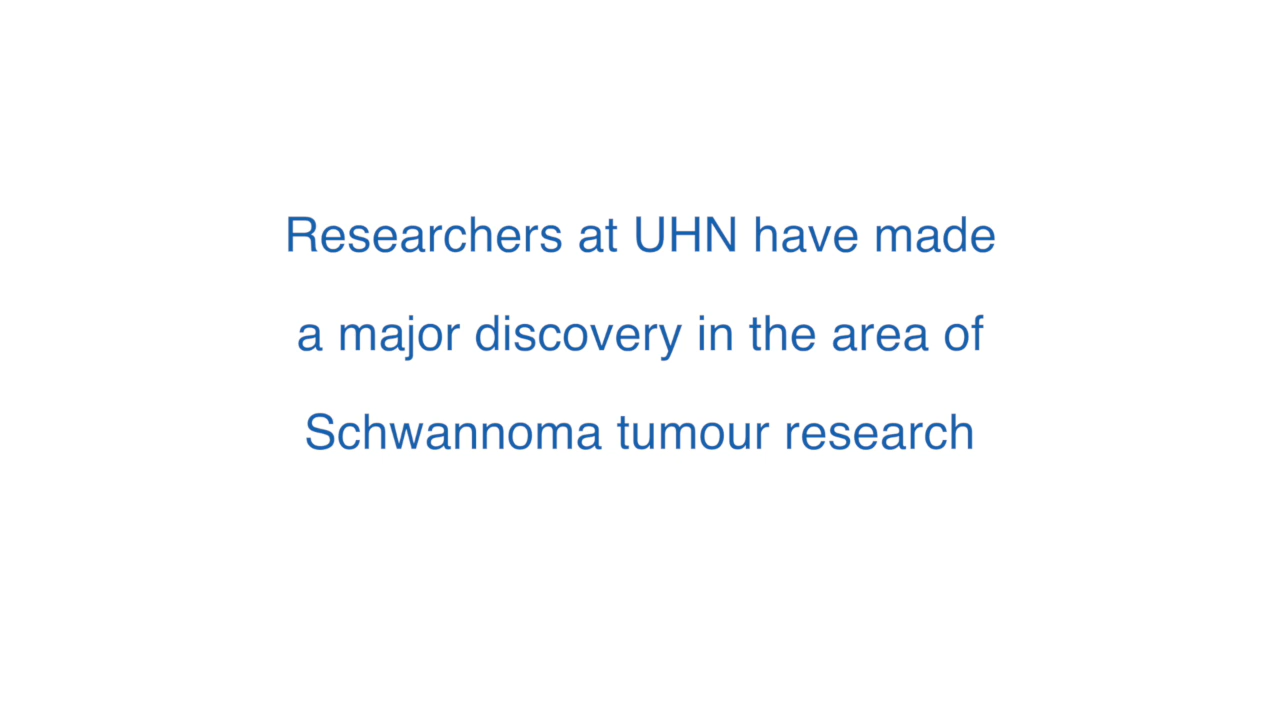 Researchers at UHN have made
a major discovery in the area of
Schwannoma tumour research